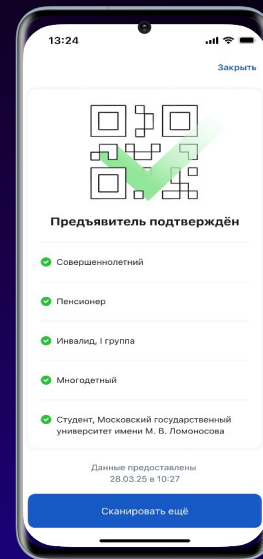 13:24
Закрыть
Предъявитель подтверждён
Совершеннолетний
Пенсионер
Инвалид, I группа
Многодетный
Студент, Московский государственный
университет имени М. В. Ломоносова
Данные предоставлены
28.03.25 в 10:27
Сканировать ещё